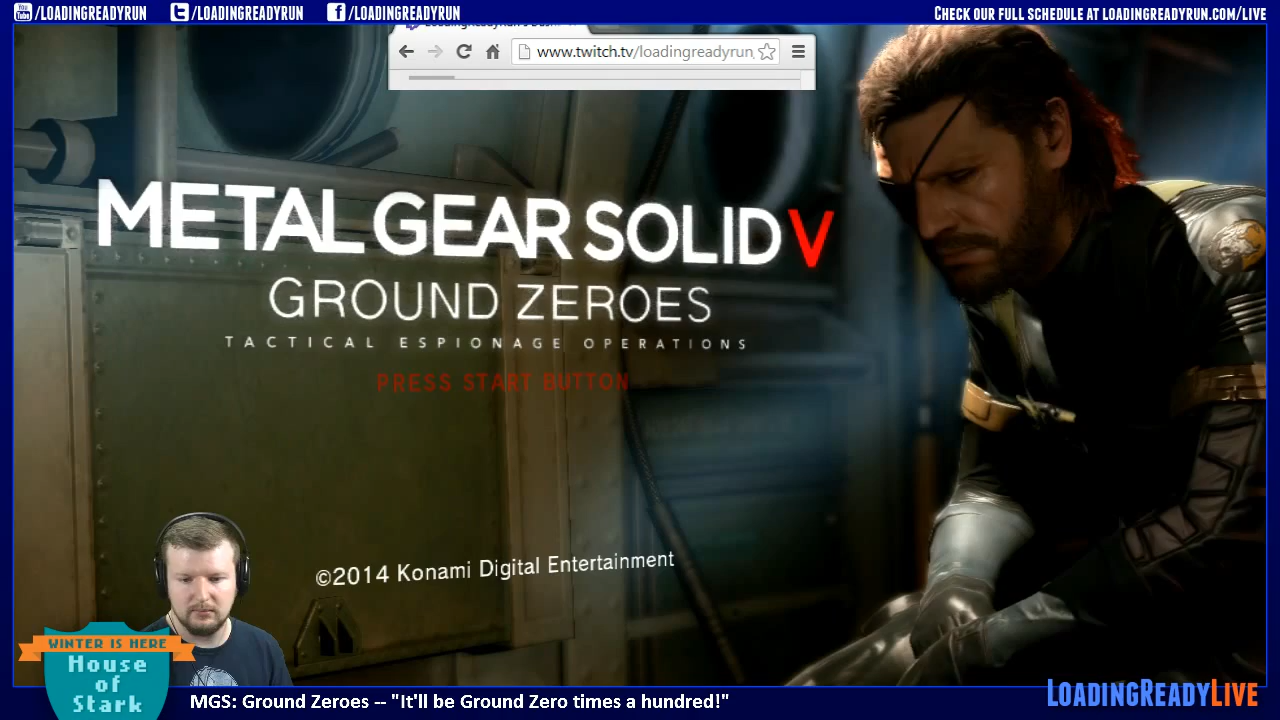 /LOADINGREADYRUN /LOADINGREADYRUN /LOADINGREADYRUN
CHECK OUR FULL SCHEDULE AT LOADINGREADYRUN.COM/LIVE
www.twitch.tv/loadingreadyrun
METAL GEAR SOLID V
GROUND ZEROES
TACTICAL ESPIONAGE OPERATIONS
PRESS START BUTTON
©2014 Konami Digital Entertainment
WINTER IS HERE
House
of
Stark
MGS: Ground Zeroes -- "It'll be Ground Zero times a hundred!"
LOADINGREADYLIVE